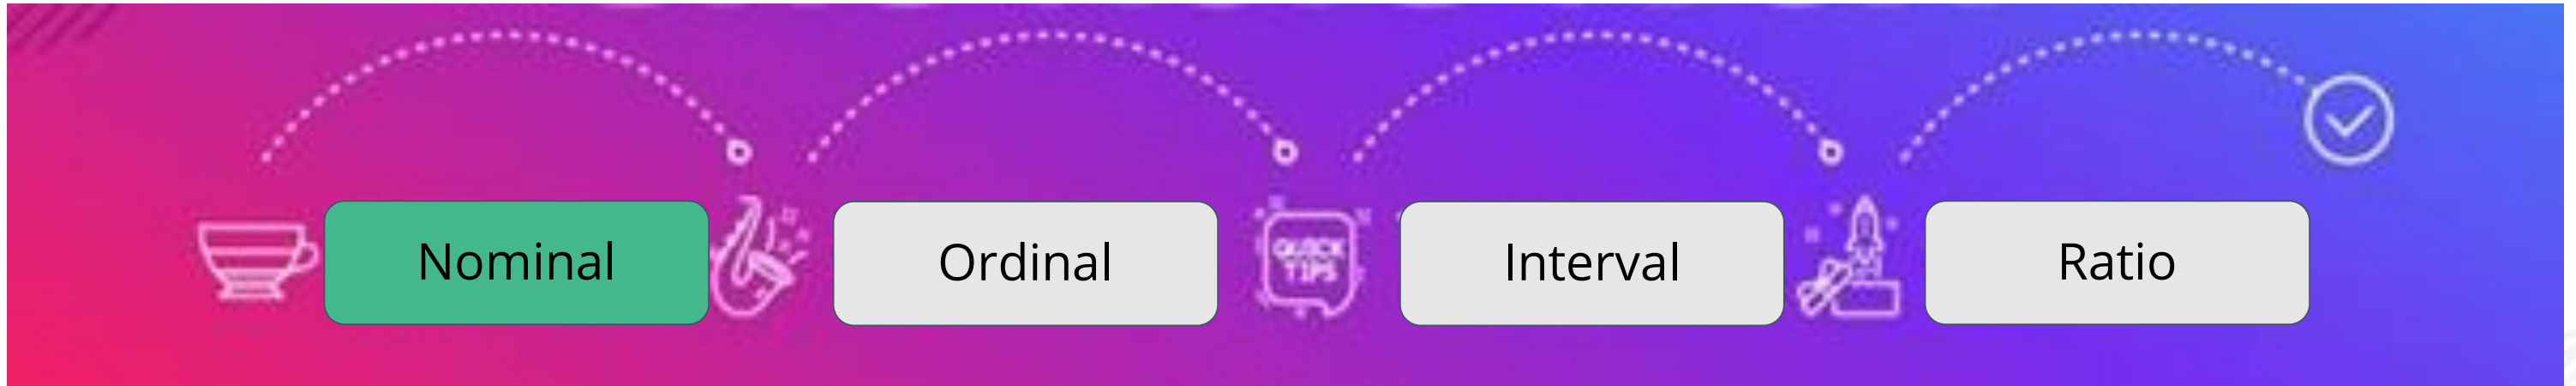 Nominal
Ordinal
QUICK
TIPS
Interval
Ratio